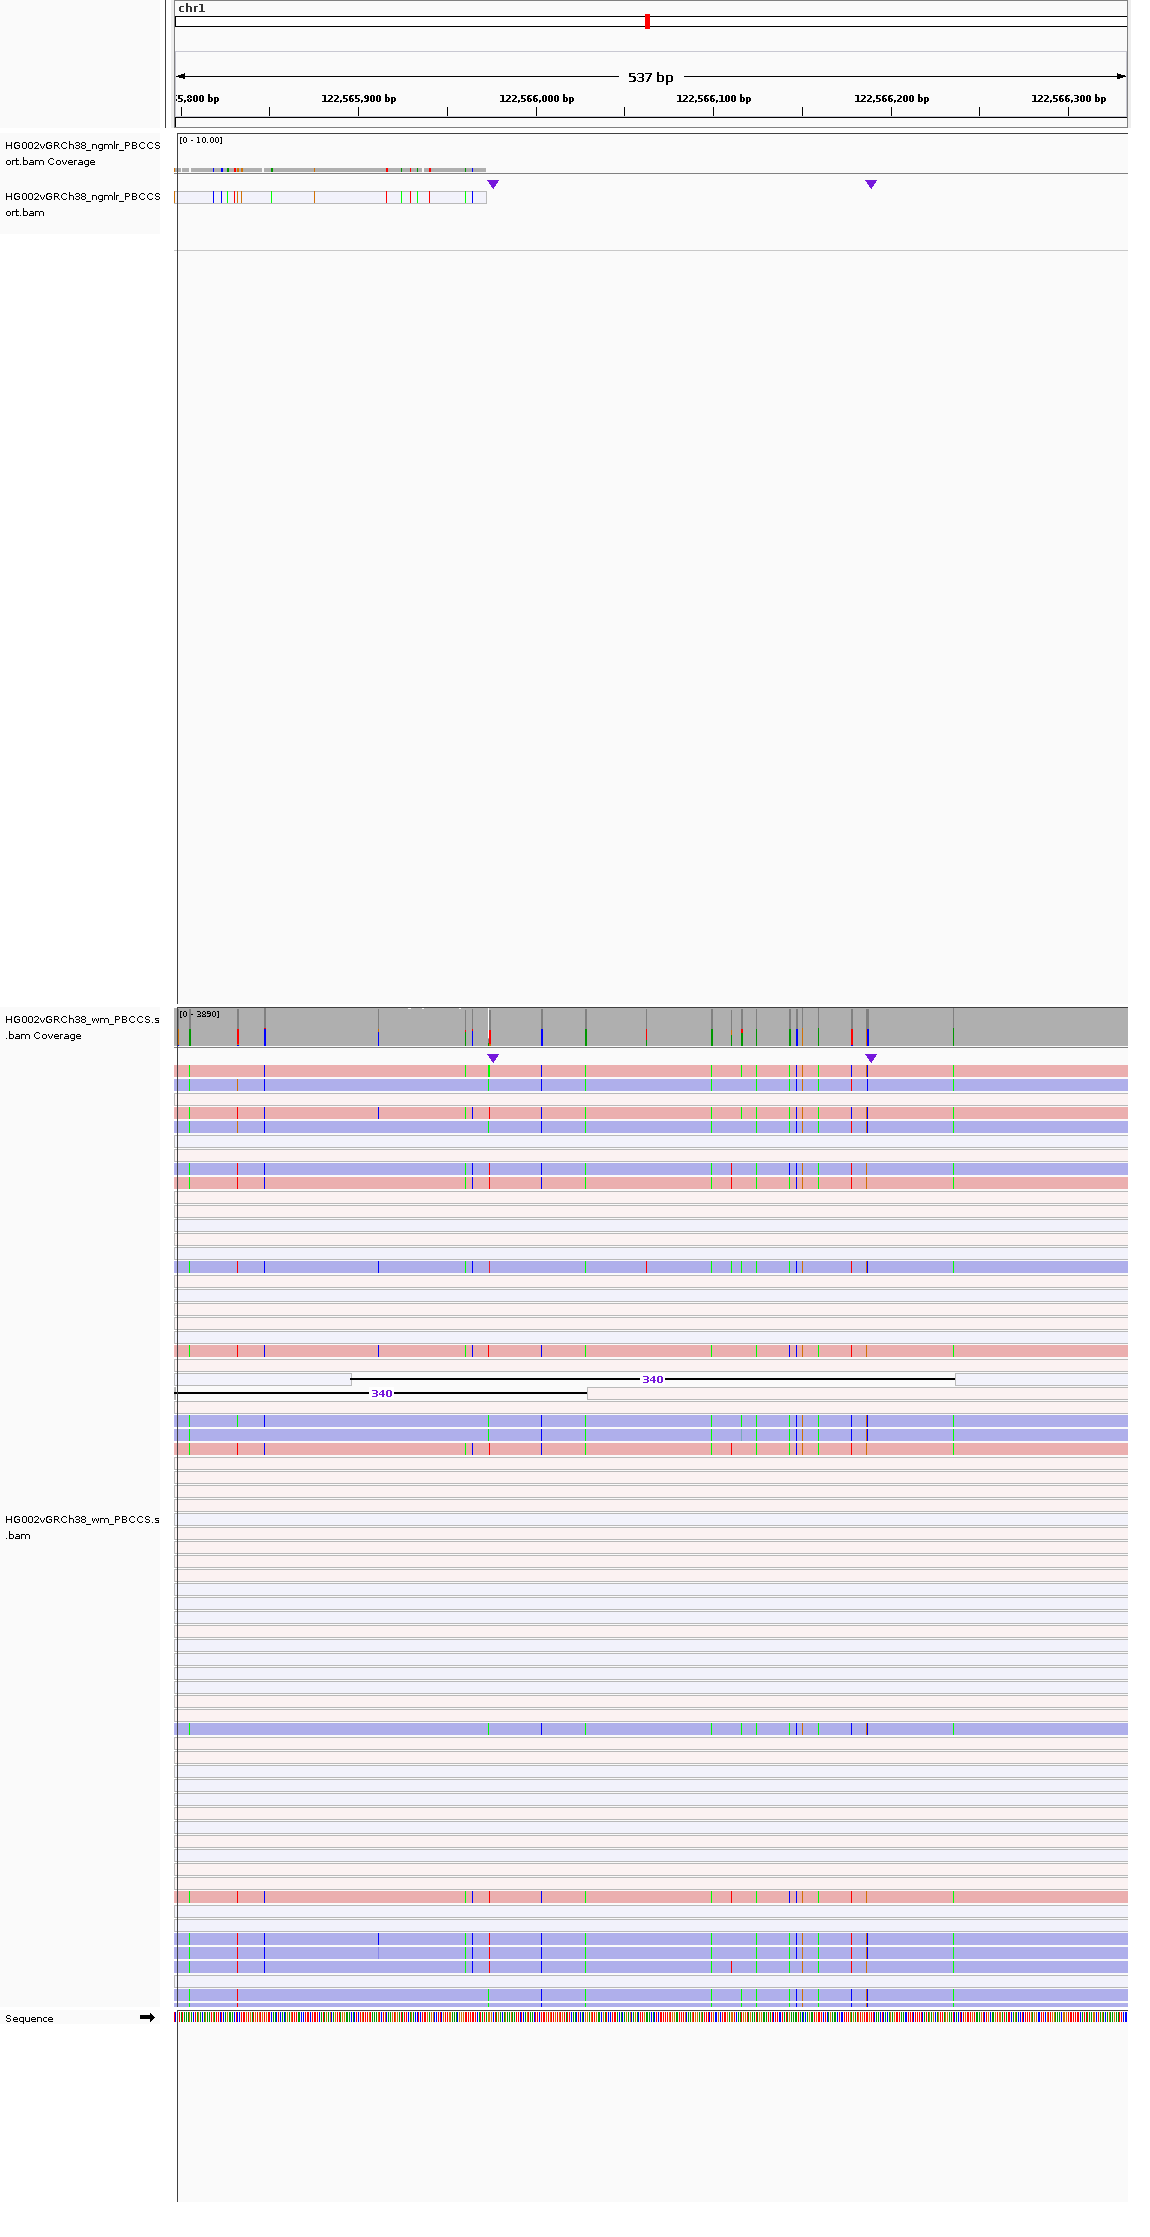 chr1
537 bp
5,800 bp 122,565,900 bp 122,566,000 bp 122,566,100 bp 122,566,200 bp 122,566,300 bp
HG002vGRCh38_ngmlr_PBCCS
ort.bam Coverage
[0 - 10.00]
HG002vGRCh38_ngmlr_PBCCS
ort.bam
HG002vGRCh38_wm_PBCCS.s
.bam Coverage
[0 - 3890]
340
340
HG002vGRCh38_wm_PBCCS.s
.bam
Sequence